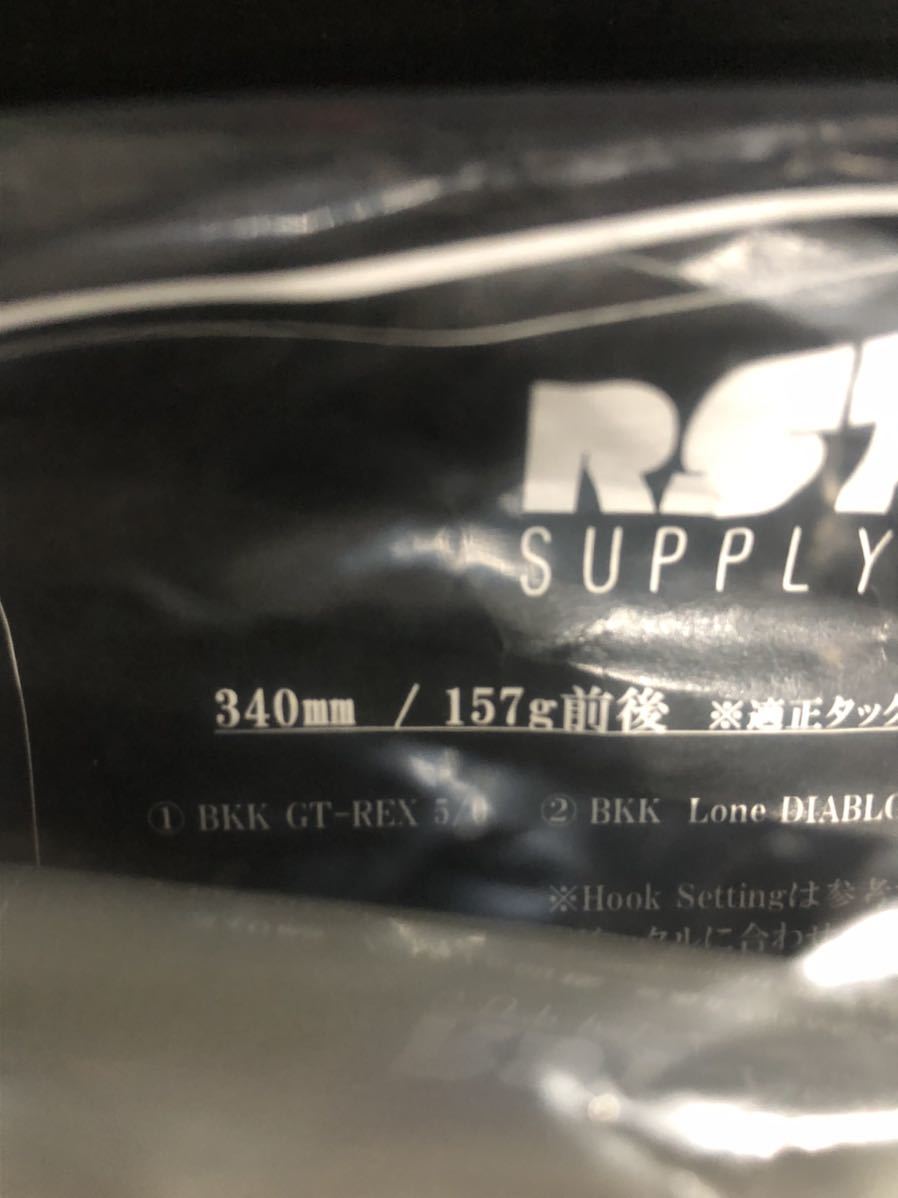 SUPPLY
340mm / 157g前後 ※適正タック
① BKK GT-REX 5/0 ② BKK Lone DIABLO
※Hook Settingは参考